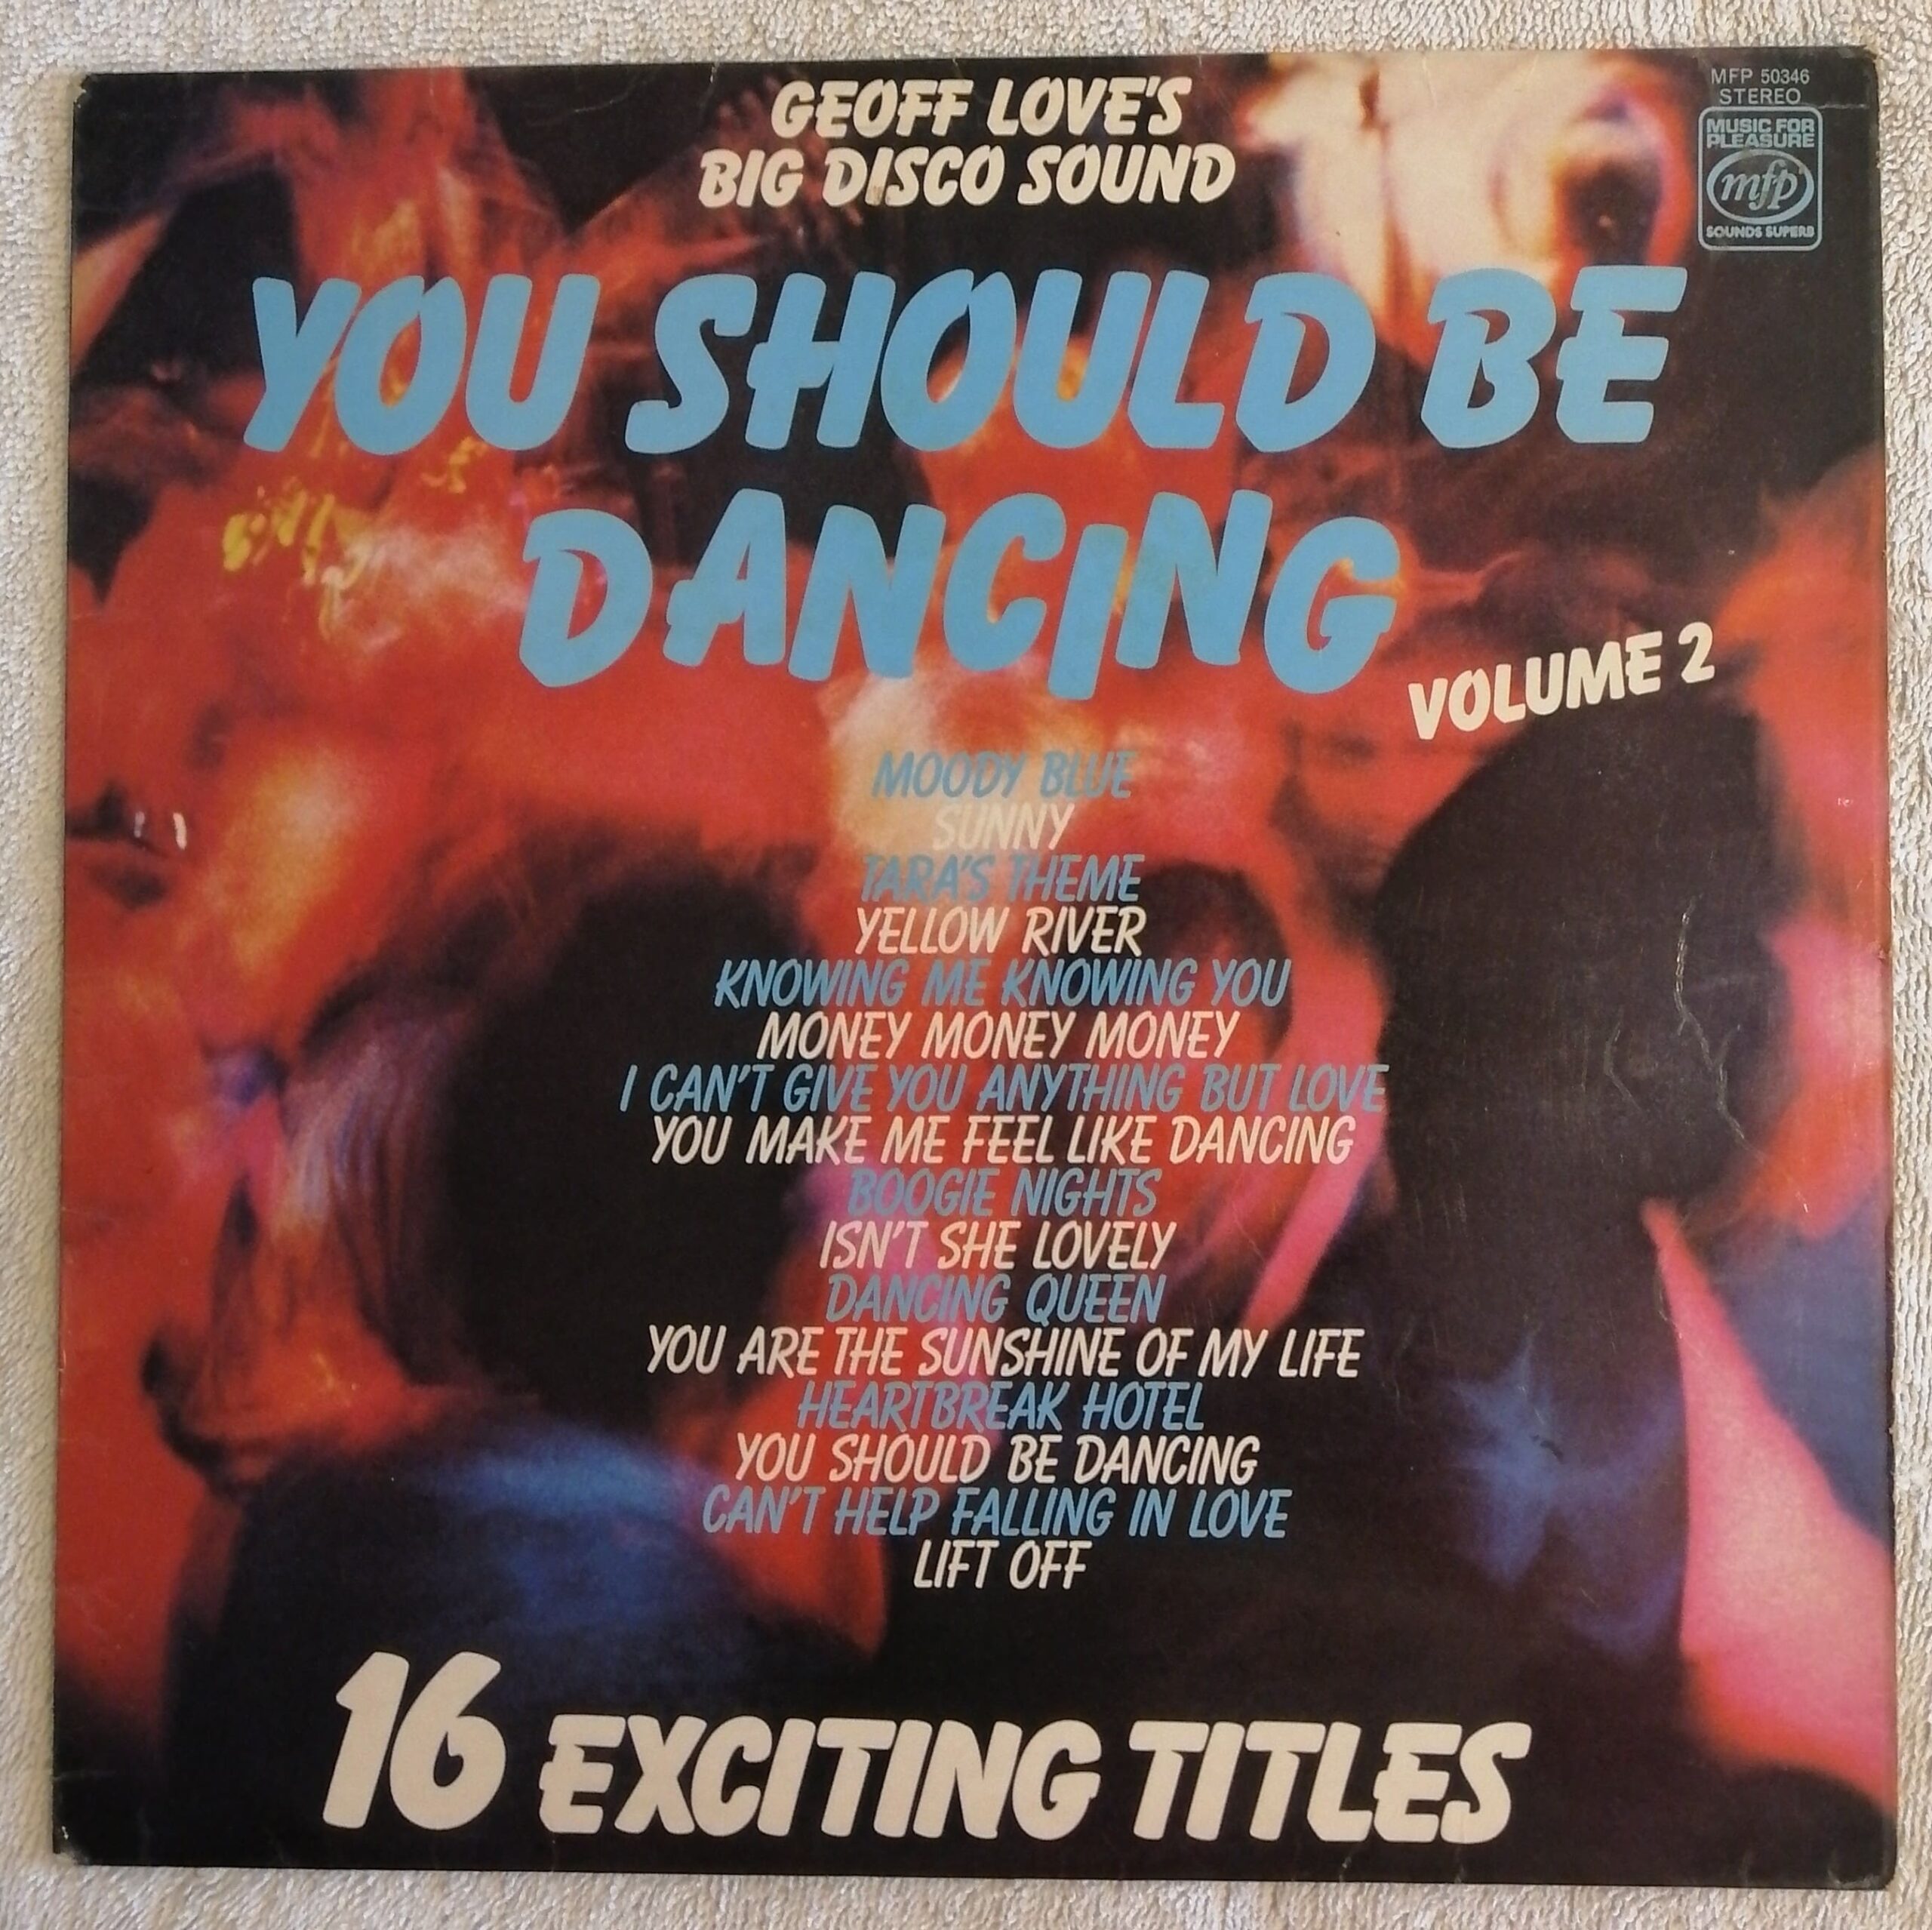 GEOFF LOVE'S
BIG DISCO SOUND
MFP 50346
STEREO
MUSIC FOR
PLEASURE
mfp
SOUNDS SUPERB
YOU SHOULD BE
DANCING
VOLUME 2
MOODY BLUE
SUNNY
TARA'S THEME
YELLOW RIVER
KNOWING ME KNOWING YOU
MONEY MONEY MONEY
I CAN'T GIVE YOU ANYTHING BUT LOVE
YOU MAKE ME FEEL LIKE DANCING
BOOGIE NIGHTS
ISN'T SHE LOVELY
DANCING QUEEN
YOU ARE THE SUNSHINE OF MY LIFE
HEARTBREAK HOTEL
YOU SHOULD BE DANCING
CAN'T HELP FALLING IN LOVE
LIFT OFF
16 EXCITING TITLES